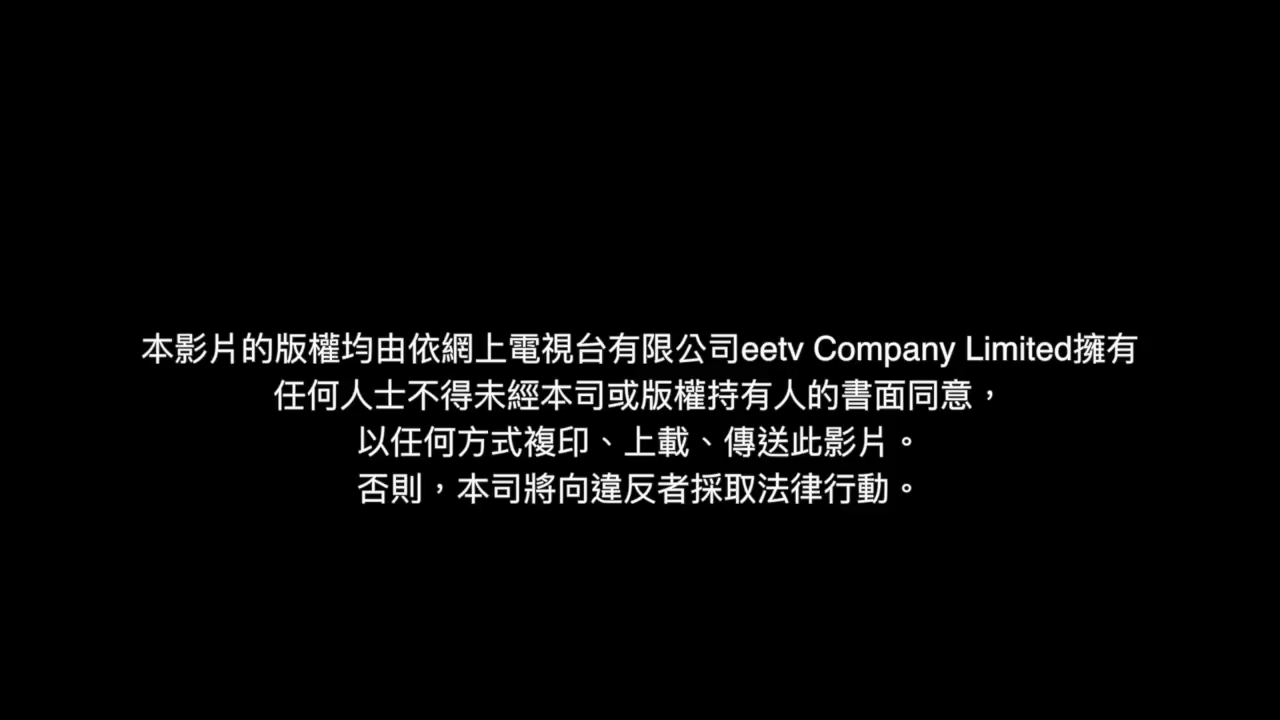 本影片的版權均由依網上電視台有限公司eetv Company Limited擁有
任何人士不得未經本司或版權持有人的書面同意，
以任何方式複印、上載、傳送此影片。
否則，本司將向違反者採取法律行動。